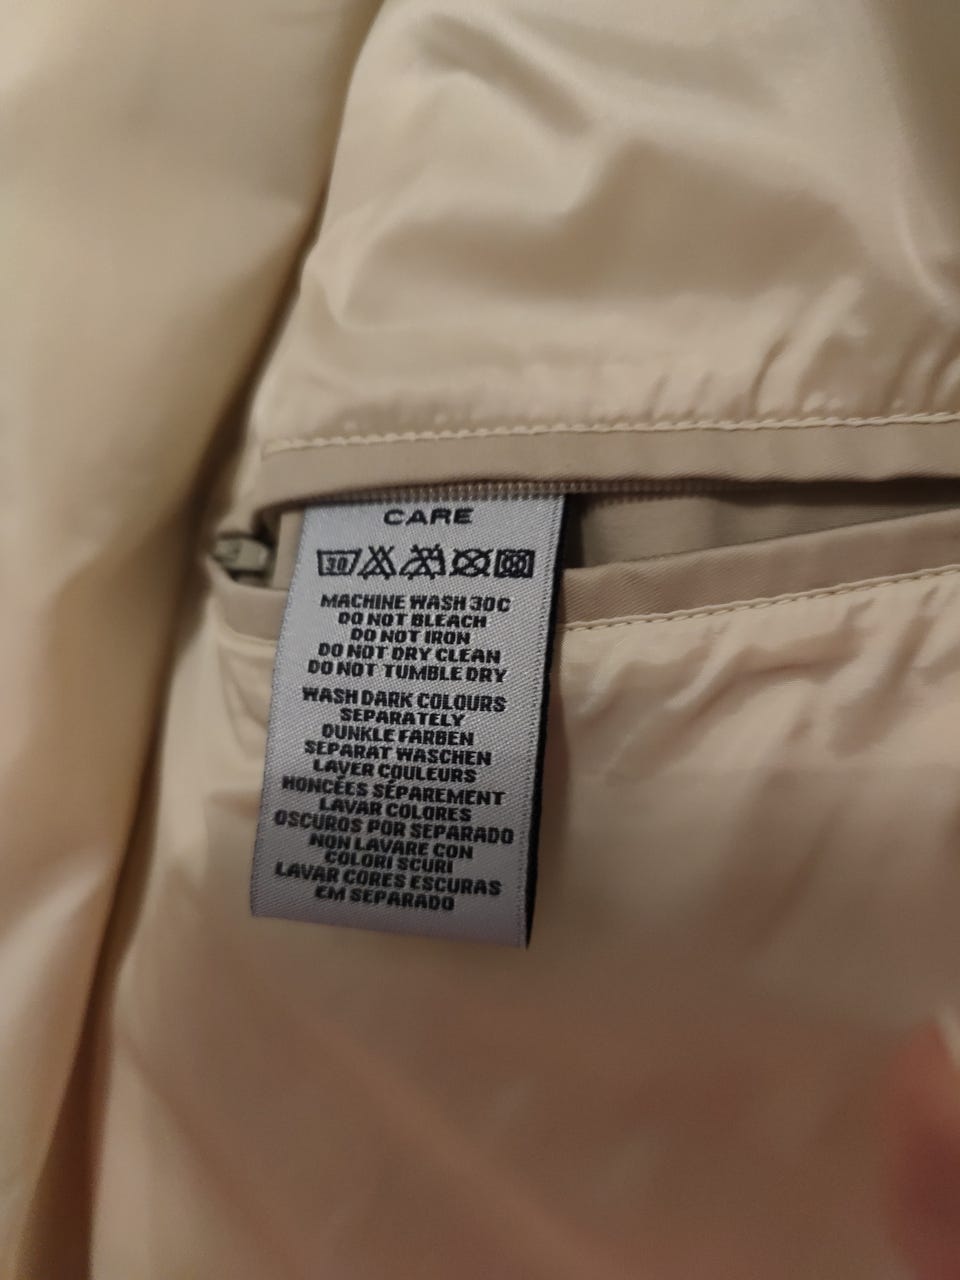 CARE
30
MACHINE WASH 30C
DO NOT BLEACH
DO NOT IRON
DO NOT DRY CLEAN
DO NOT TUMBLE DRY
WASH DARK COLOURS
SEPARATELY
DUNKLE FARBEN
SEPARAT WASCHEN
LAVER COULEURS
HONCÉES SÉPAREMENT
LAVAR COLORES
OSCUROS POR SEPARADO
NON LAVARE CON
COLORI SCURI
LAVAR CORES ESCURAS
EM SEPARADO